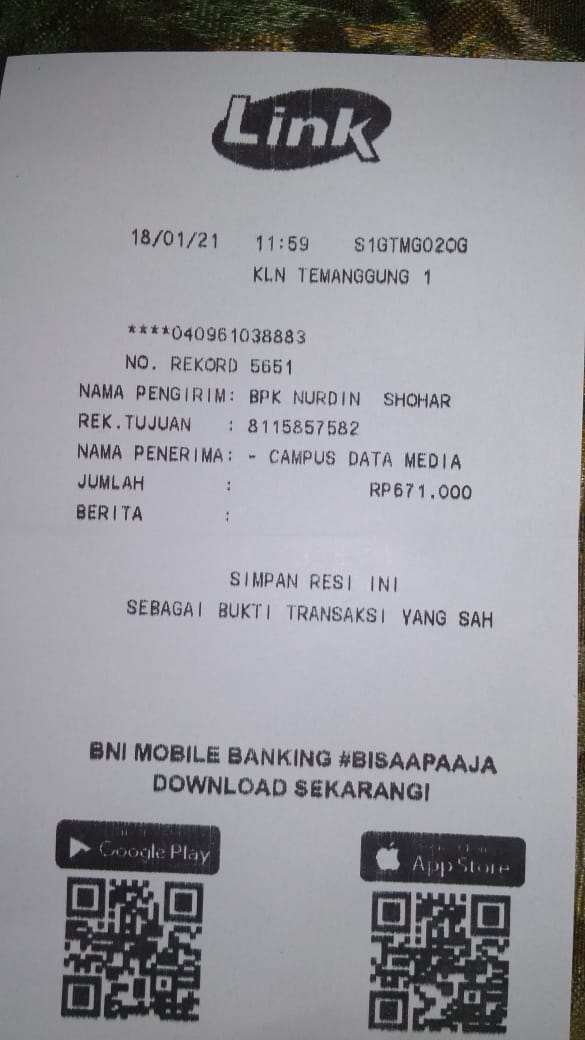 Link
18/01/21 11:59 S1GTMG020G
KLN TEMANGGUNG 1
****040961038883
NO. REKORD 5651
NAMA PENGIRIM: BPK NURDIN SHOHAR
REK.TUJUAN : 8115857582
NAMA PENERIMA: - CAMPUS DATA MEDIA
JUMLAH : RP671.000
BERITA :
SIMPAN RESI INI
SEBAGAI BUKTI TRANSAKSI YANG SAH
BNI MOBILE BANKING #BISAAPAAJA
DOWNLOAD SEKARANG!
Google Play
App Store